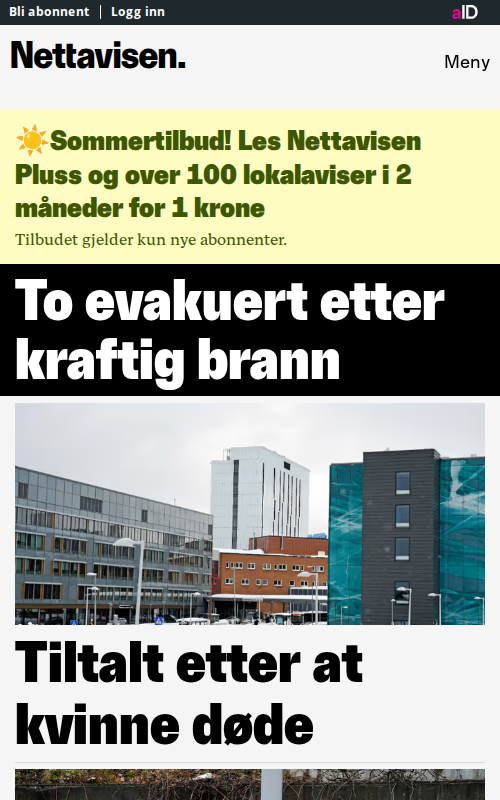 Bli abonnent | Logg inn
aID
Nettavisen.
Meny
☀️Sommertilbud! Les Nettavisen
Pluss og over 100 lokalaviser i 2
måneder for 1 krone
Tilbudet gjelder kun nye abonnenter.
To evakuert etter
kraftig brann
Tiltalt etter at
kvinne døde